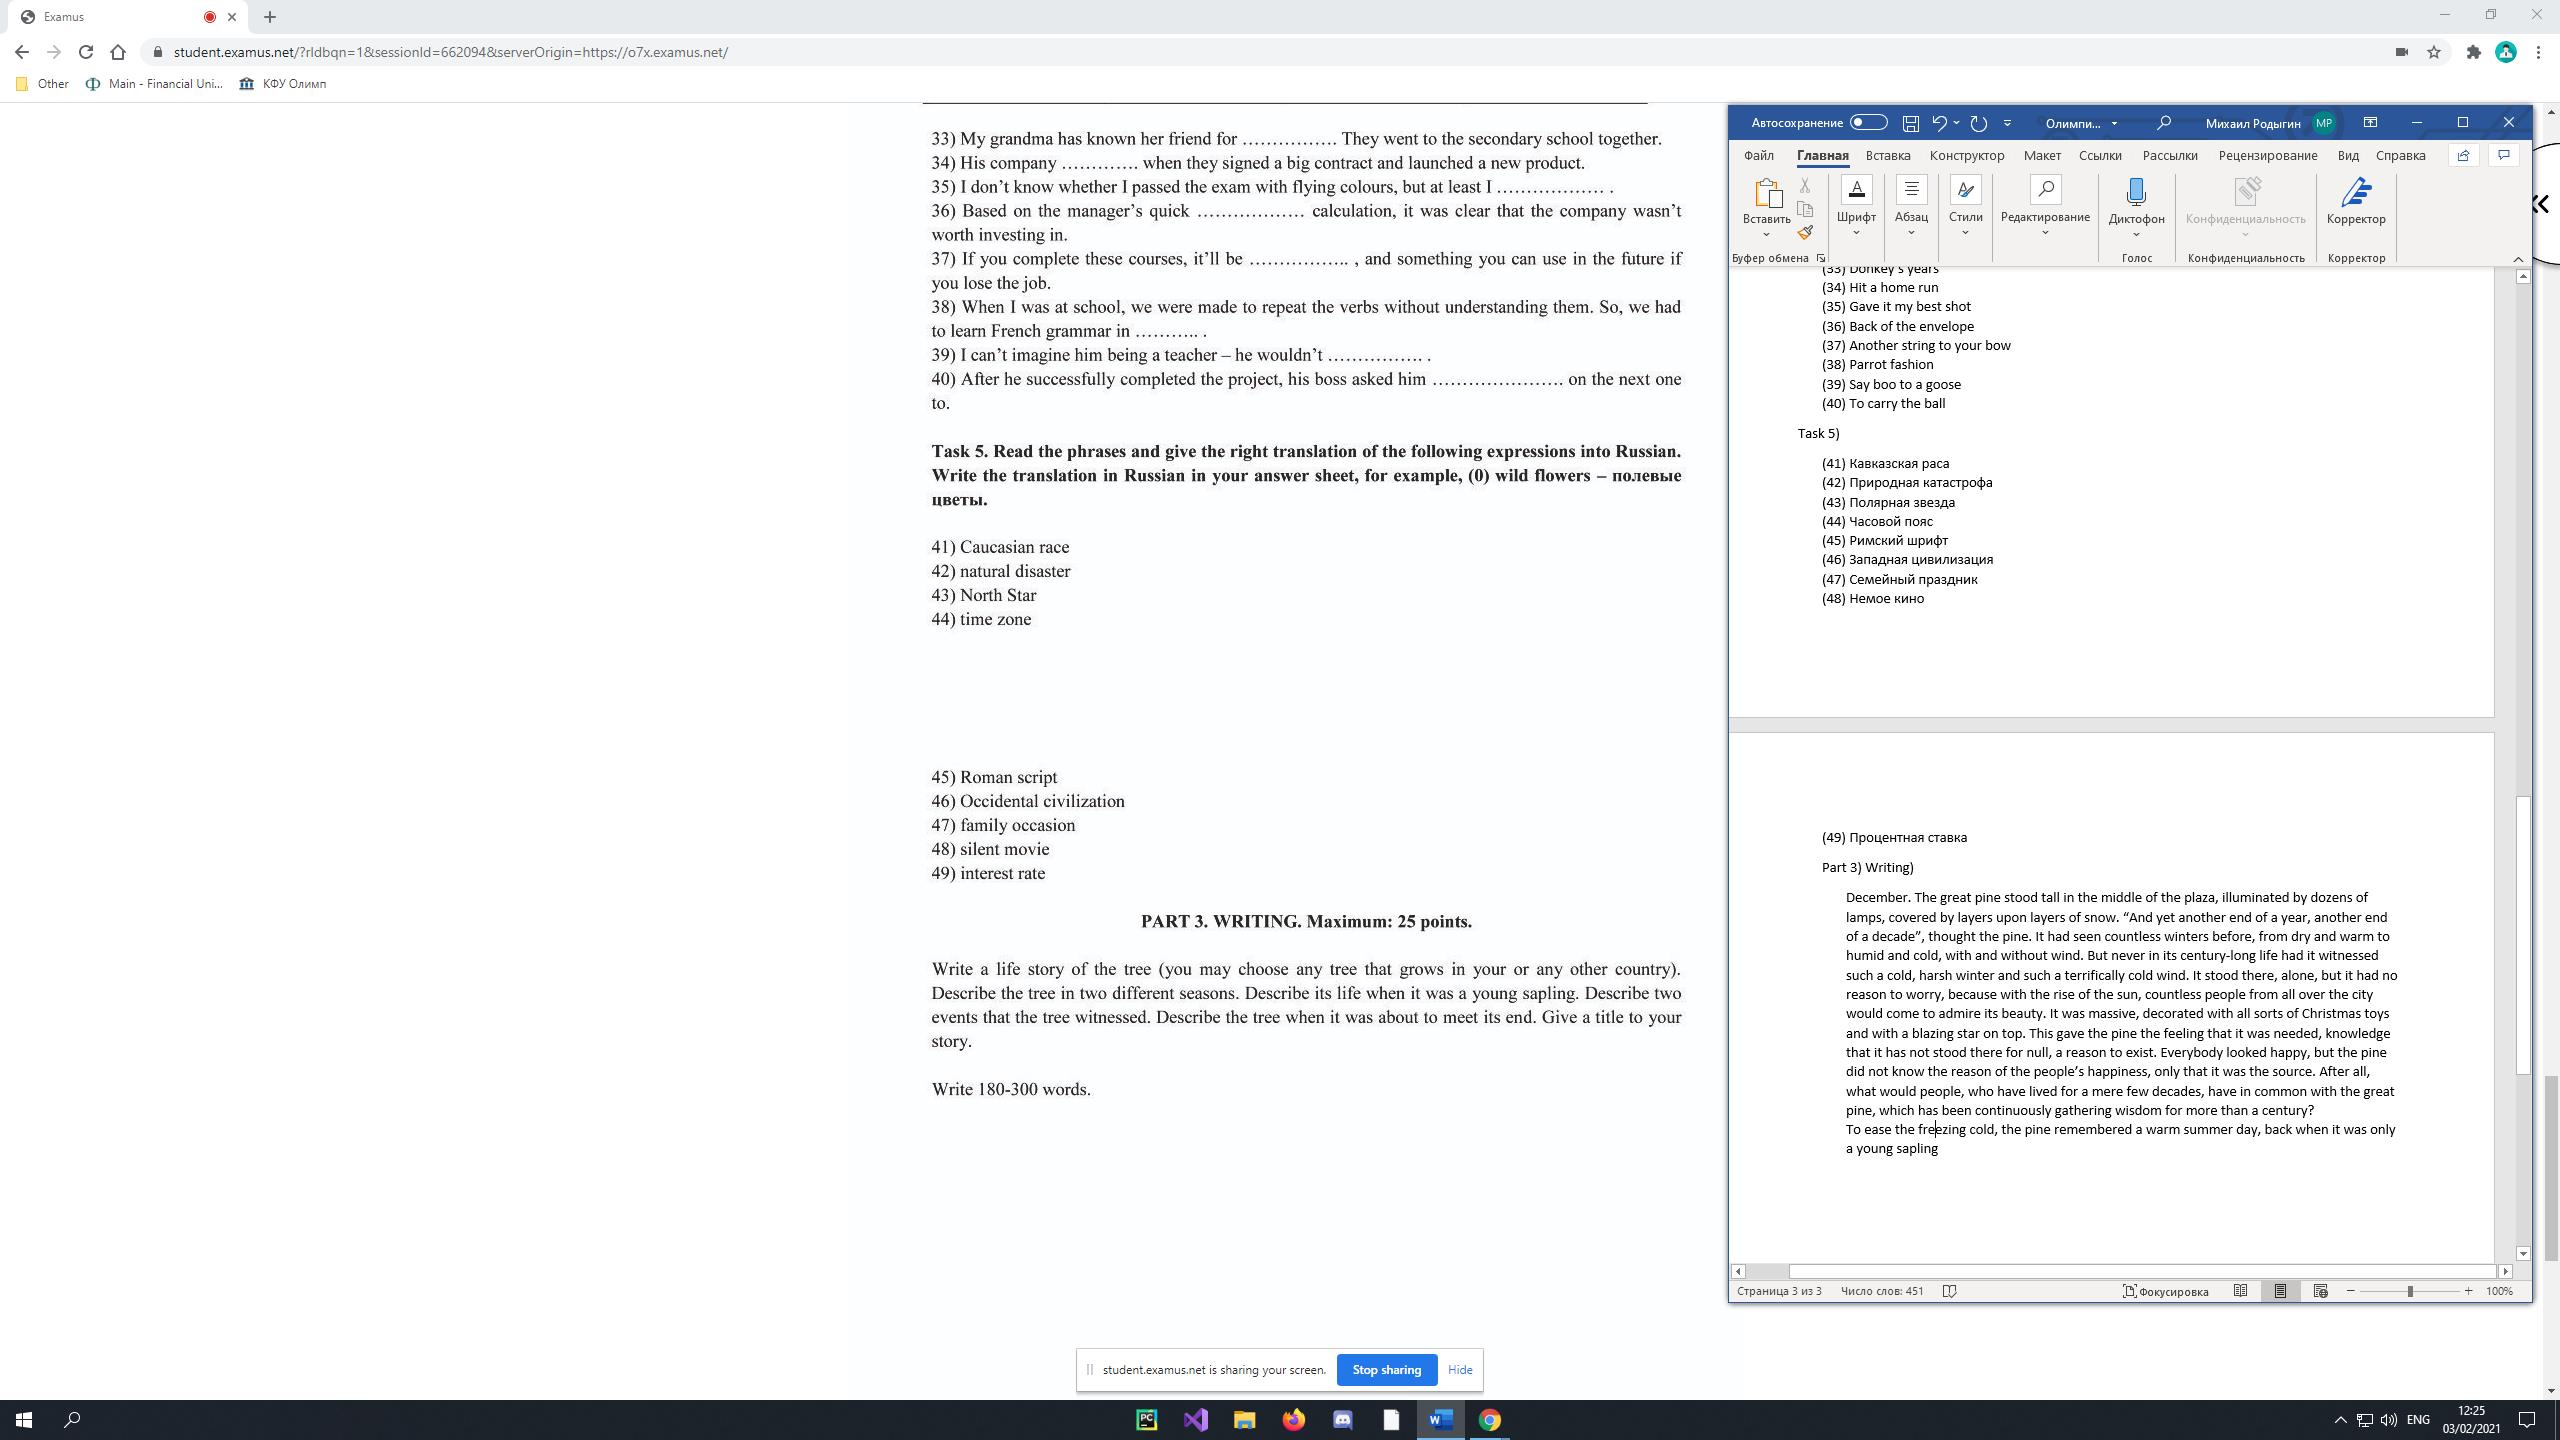 Examus
student.examus.net/?rldbqn=1&sessionId=662094&serverOrigin=https://o7x.examus.net/
Other
Main - Financial Uni...
КФУ Олимп
33) My grandma has known her friend for ……………. They went to the secondary school together.
34) His company …………. when they signed a big contract and launched a new product.
35) I don’t know whether I passed the exam with flying colours, but at least I ……………… .
36) Based on the manager’s quick ……………… calculation, it was clear that the company wasn’t
worth investing in.
37) If you complete these courses, it’ll be …………….. , and something you can use in the future if
you lose the job.
38) When I was at school, we were made to repeat the verbs without understanding them. So, we had
to learn French grammar in ……….. .
39) I can’t imagine him being a teacher – he wouldn’t ……………. .
40) After he successfully completed the project, his boss asked him …………………. on the next one
to.
Task 5. Read the phrases and give the right translation of the following expressions into Russian.
Write the translation in Russian in your answer sheet, for example, (0) wild flowers – полевые
цветы.
41) Caucasian race
42) natural disaster
43) North Star
44) time zone
45) Roman script
46) Occidental civilization
47) family occasion
48) silent movie
49) interest rate
PART 3. WRITING. Maximum: 25 points.
Write a life story of the tree (you may choose any tree that grows in your or any other country).
Describe the tree in two different seasons. Describe its life when it was a young sapling. Describe two
events that the tree witnessed. Describe the tree when it was about to meet its end. Give a title to your
story.
Write 180-300 words.
Автосохранение
Олимпи...
Михаил Родыгин
МР
Файл
Главная
Вставка
Конструктор
Макет
Ссылки
Рассылки
Рецензирование
Вид
Справка
Вставить
Шрифт
Абзац
Стили
Редактирование
Диктофон
Конфиденциальность
Корректор
Буфер обмена
Голос
Конфиденциальность
Корректор
(33) Donkey's years
(34) Hit a home run
(35) Gave it my best shot
(36) Back of the envelope
(37) Another string to your bow
(38) Parrot fashion
(39) Say boo to a goose
(40) To carry the ball
Task 5)
(41) Кавказская раса
(42) Природная катастрофа
(43) Полярная звезда
(44) Часовой пояс
(45) Римский шрифт
(46) Западная цивилизация
(47) Семейный праздник
(48) Немое кино
(49) Процентная ставка
Part 3) Writing)
December. The great pine stood tall in the middle of the plaza, illuminated by dozens of
lamps, covered by layers upon layers of snow. “And yet another end of a year, another end
of a decade”, thought the pine. It had seen countless winters before, from dry and warm to
humid and cold, with and without wind. But never in its century-long life had it witnessed
such a cold, harsh winter and such a terrifically cold wind. It stood there, alone, but it had no
reason to worry, because with the rise of the sun, countless people from all over the city
would come to admire its beauty. It was massive, decorated with all sorts of Christmas toys
and with a blazing star on top. This gave the pine the feeling that it was needed, knowledge
that it has not stood there for null, a reason to exist. Everybody looked happy, but the pine
did not know the reason of the people’s happiness, only that it was the source. After all,
what would people, who have lived for a mere few decades, have in common with the great
pine, which has been continuously gathering wisdom for more than a century?
To ease the freezing cold, the pine remembered a warm summer day, back when it was only
a young sapling
Страница 3 из 3
Число слов: 451
Фокусировка
100%
student.examus.net is sharing your screen.
Stop sharing
Hide
PC
W
ENG
12:25
03/02/2021